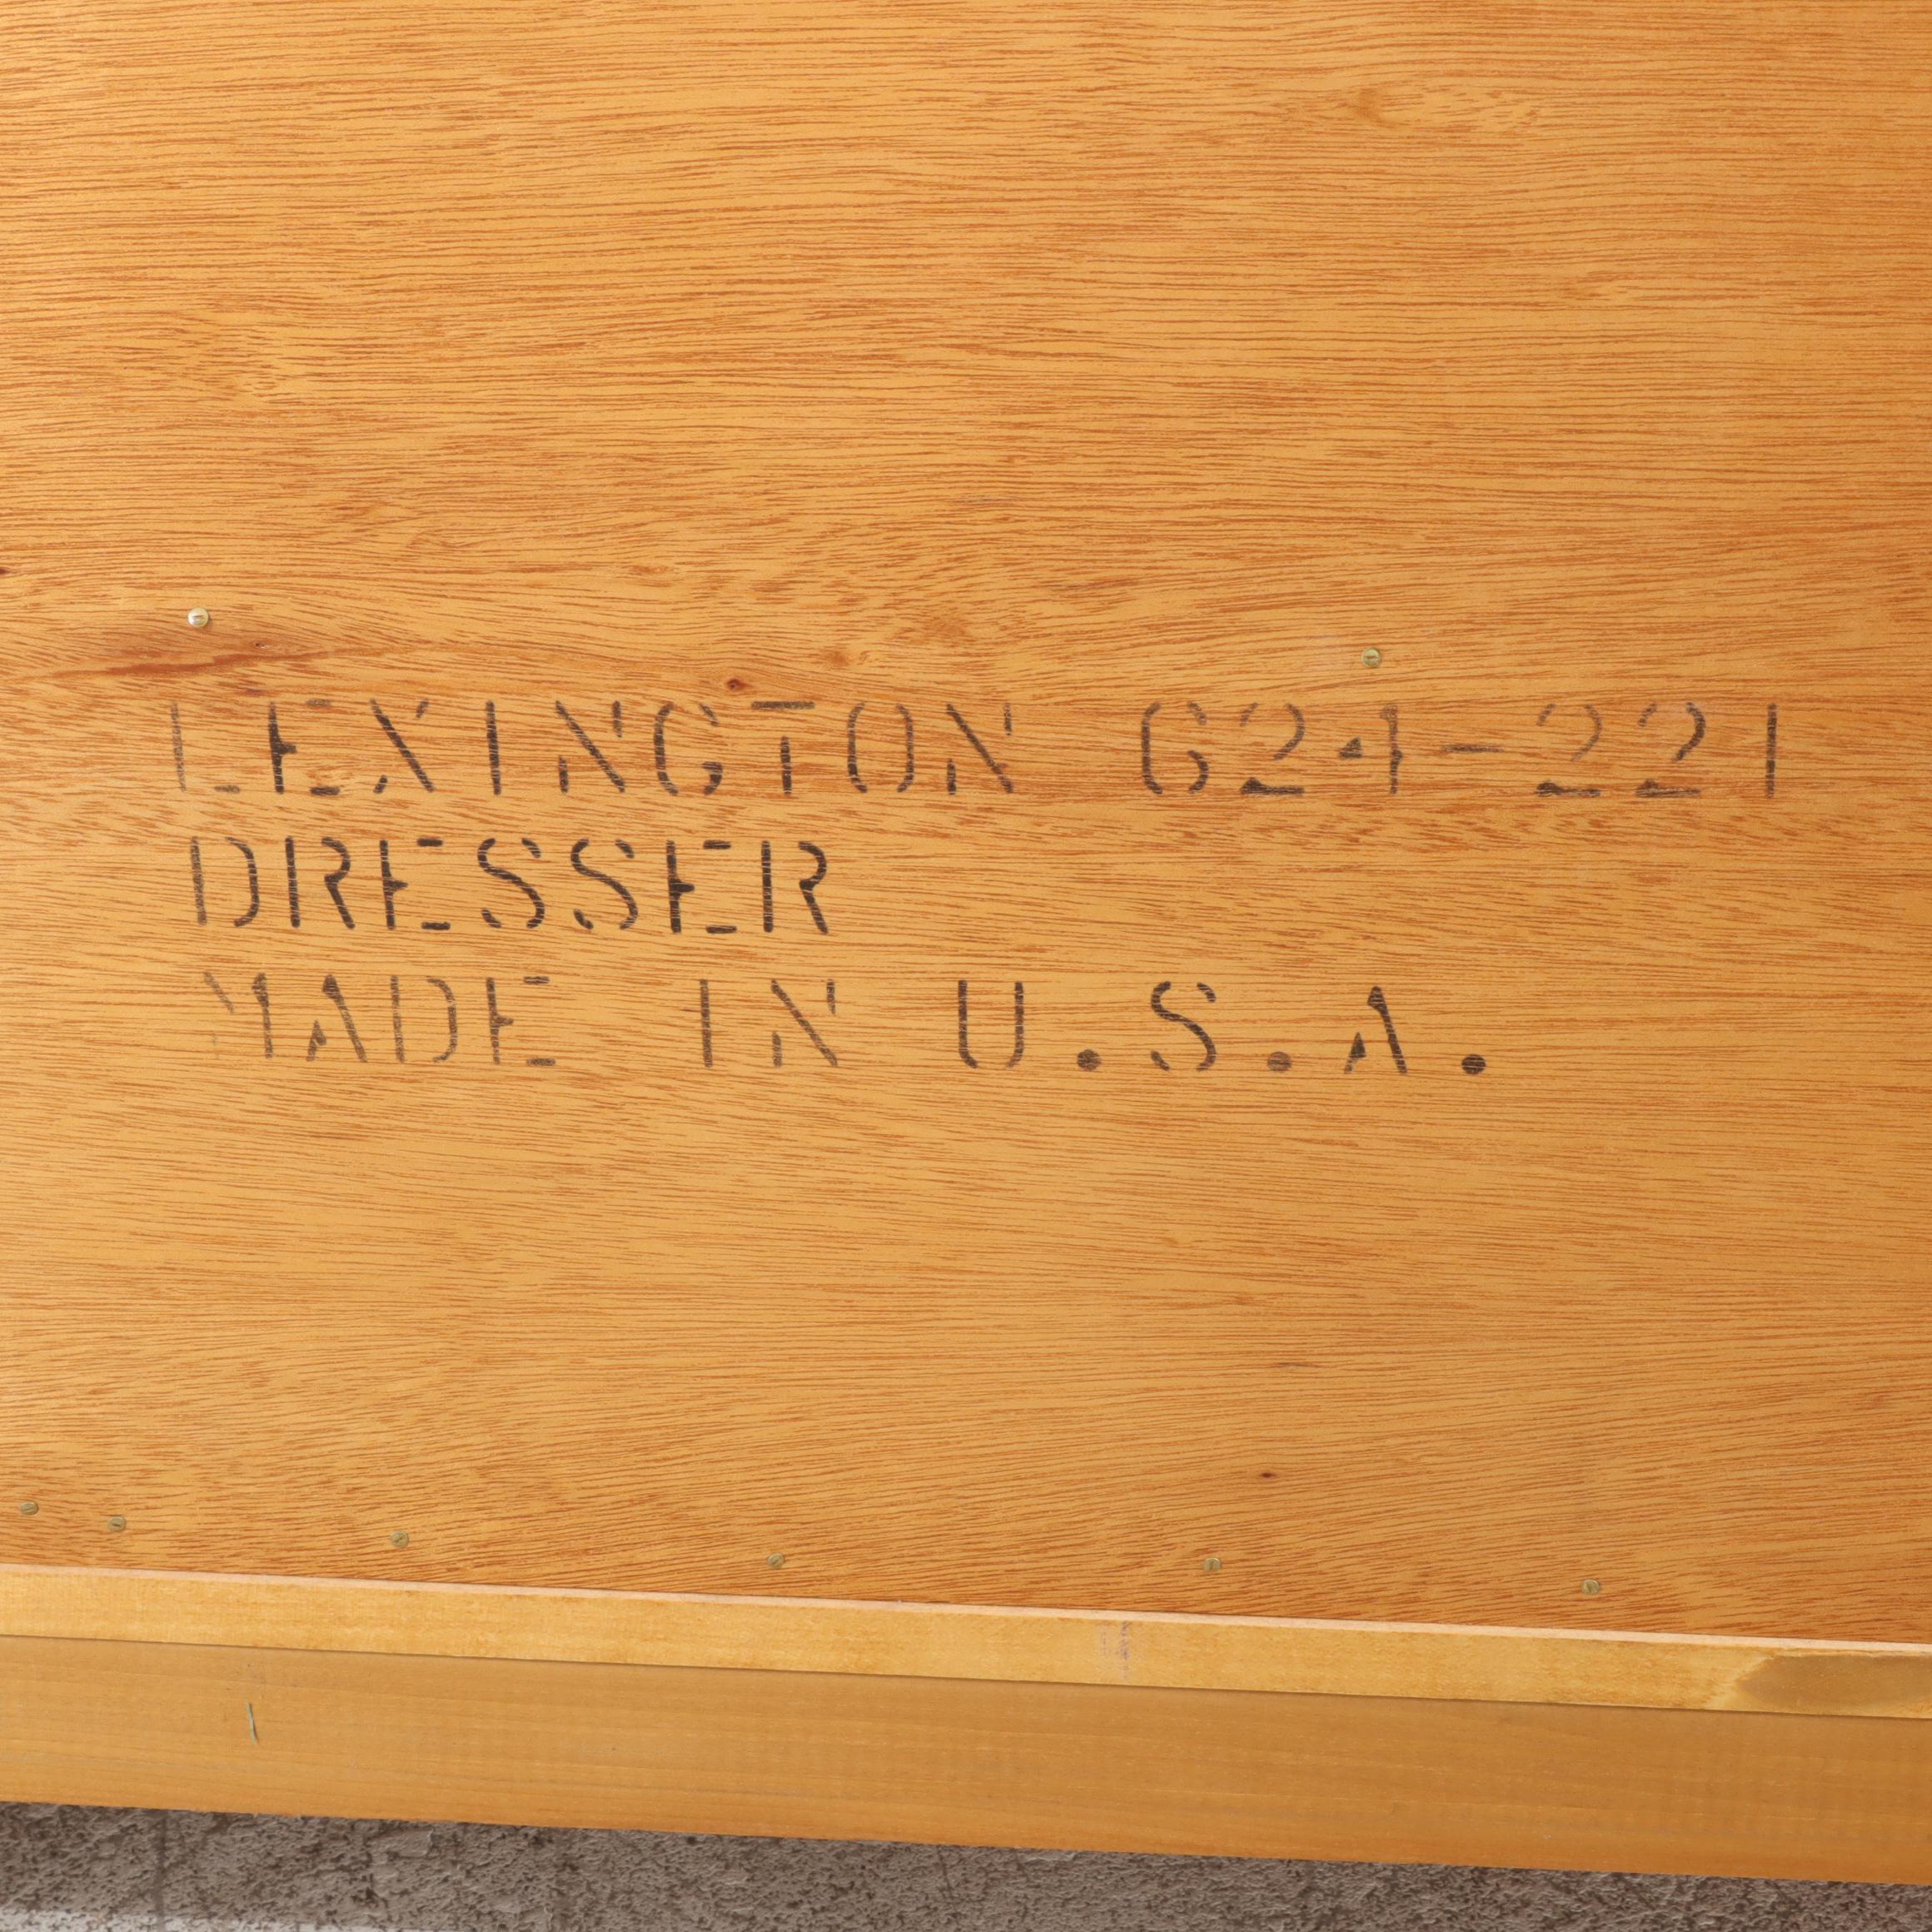 LEXINGTON 624-221
DRESSER
MADE IN U.S.A.